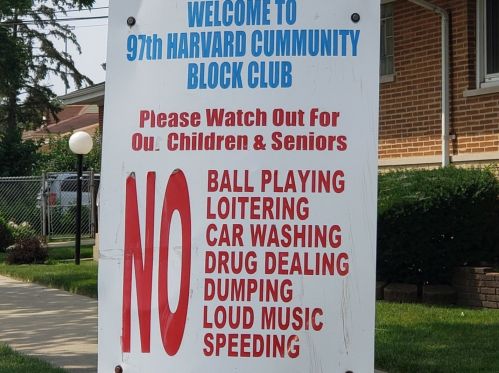 WELCOME TO
97th HARVARD CUMMUNITY
BLOCK CLUB
Please Watch Out For
Ou. Children & Seniors
NO
BALL PLAYING
LOITERING
CAR WASHING
DRUG DEALING
DUMPING
LOUD MUSIC
SPEEDING